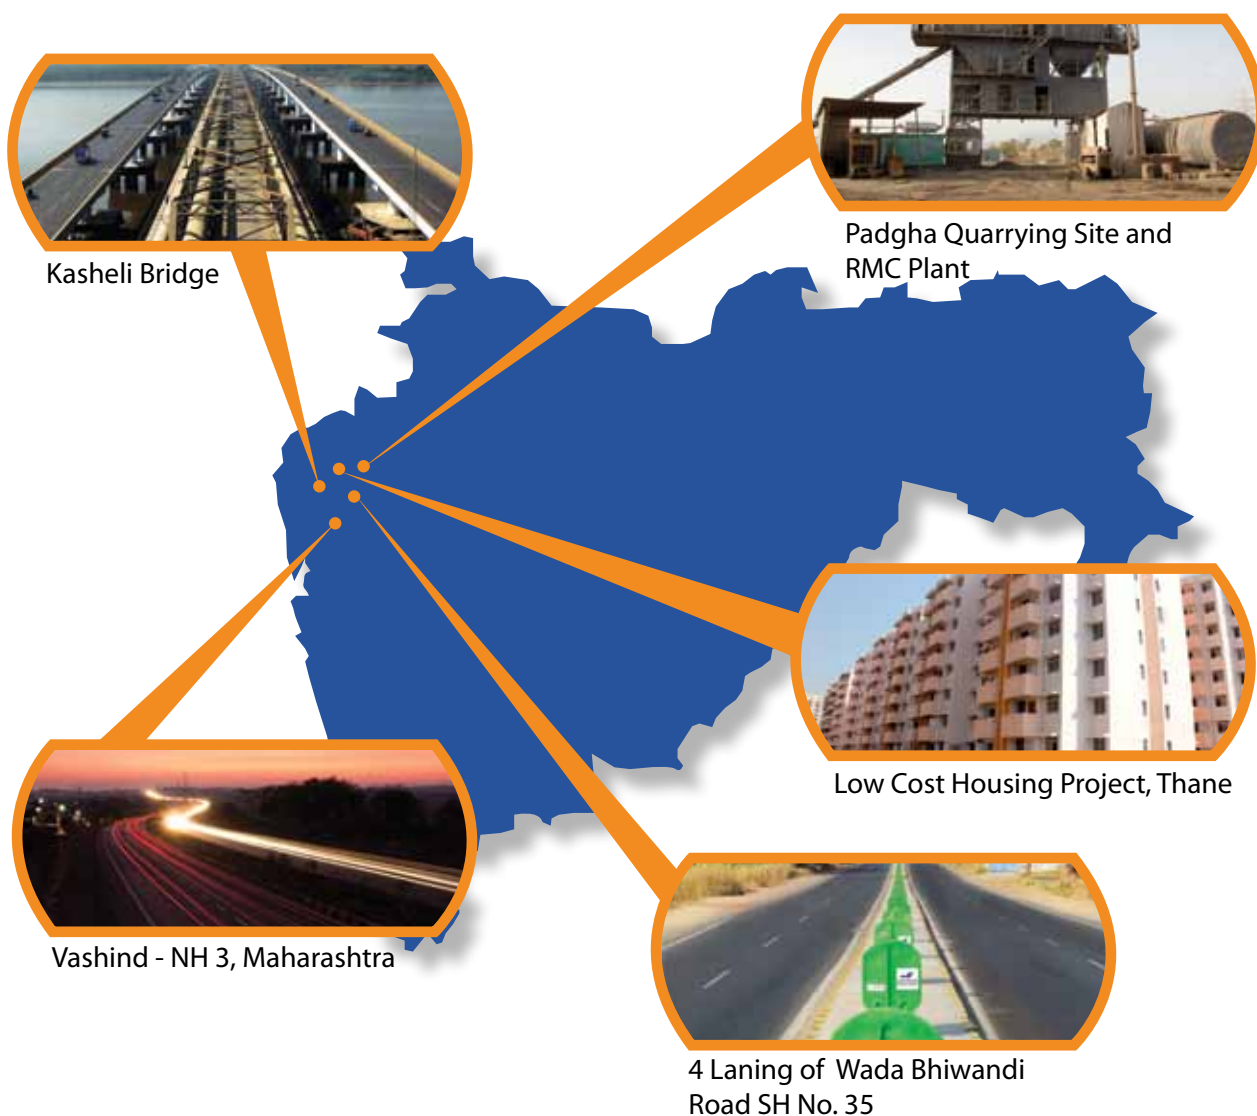 Kasheli Bridge
Padgha Quarrying Site and
RMC Plant
Low Cost Housing Project, Thane
Vashind - NH 3, Maharashtra
4 Laning of Wada Bhiwandi
Road SH No. 35